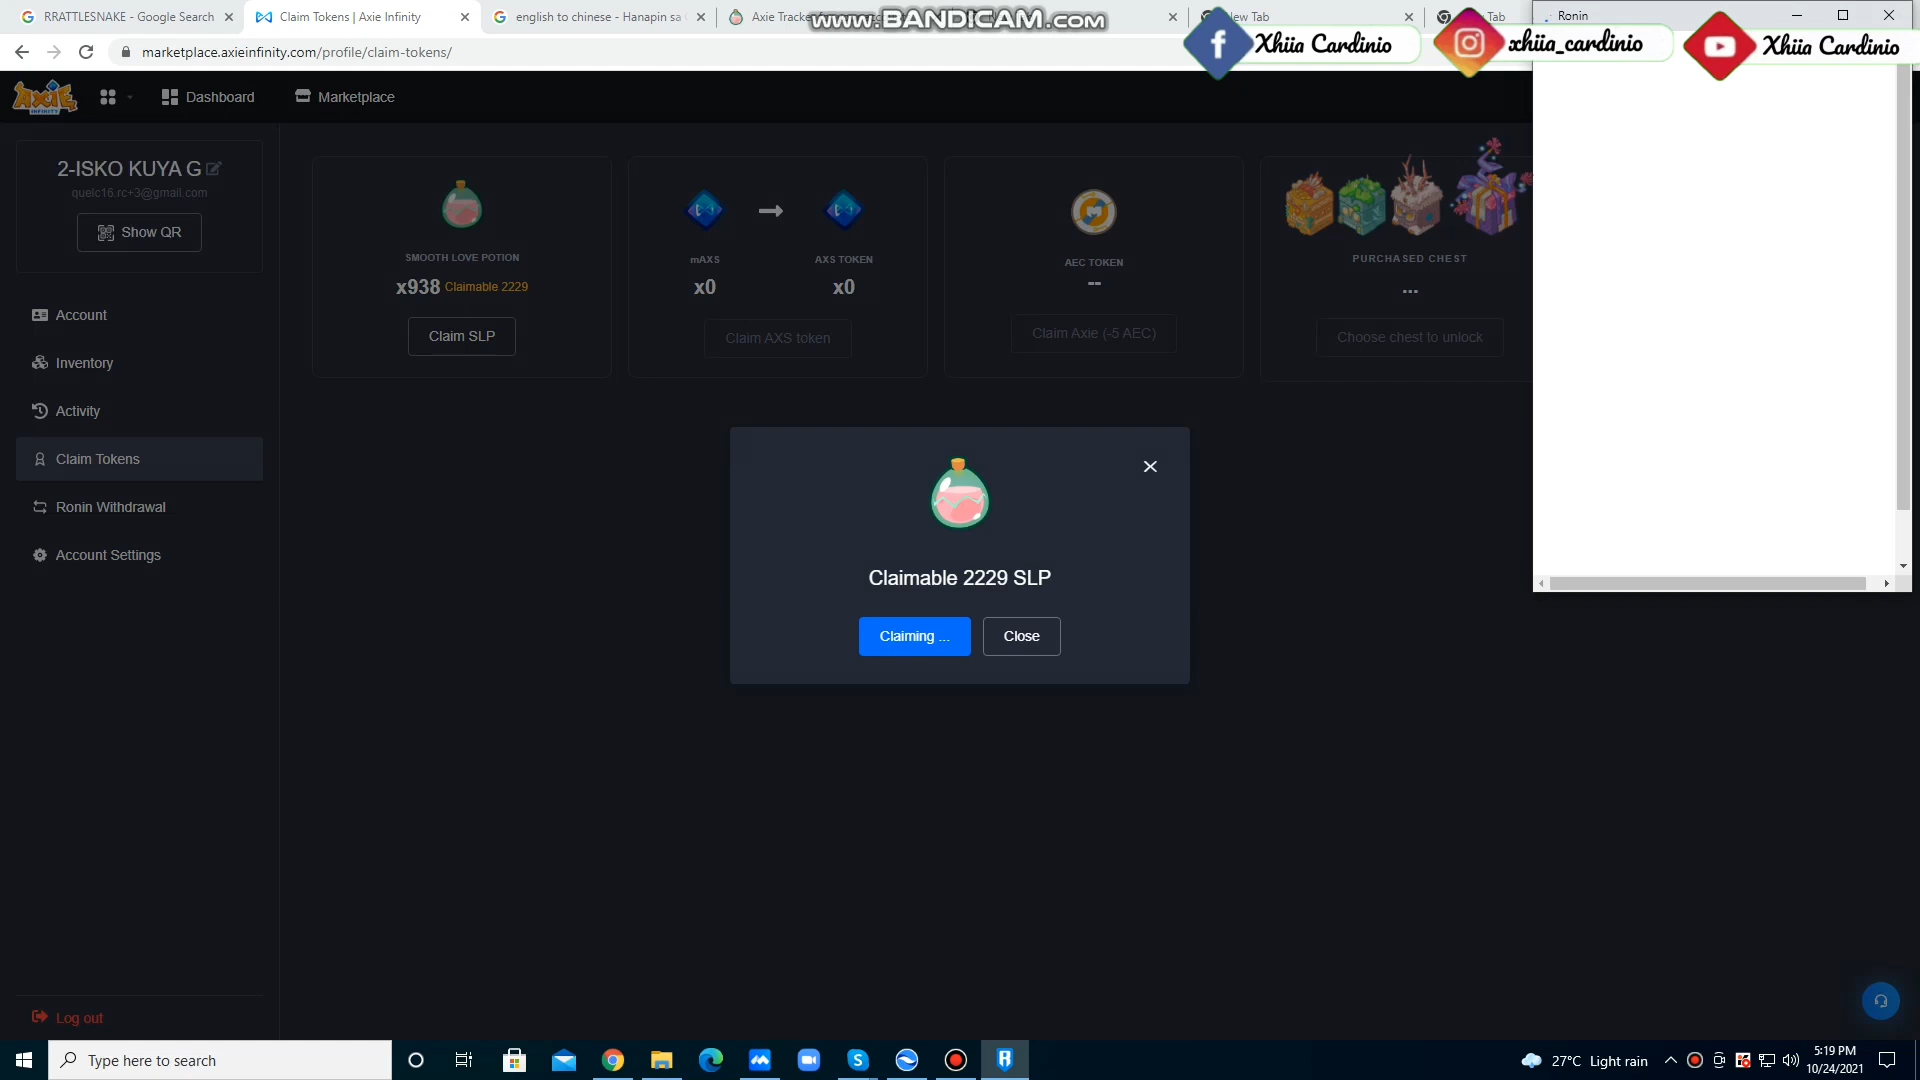 RRATTLESNAKE - Google Search
Claim Tokens | Axie Infinity
english to chinese - Hanapin sa
Axie Track
www.BANDICAM.com
ew Tab
Tab
Ronin
marketplace.axieinfinity.com/profile/claim-tokens/
Xhiia Cardinio
xhiia_cardinio
Xhiia Cardinio
AXIE
INFINITY
Dashboard
Marketplace
2-ISKO KUYA G
quelc16.rc+3@gmail.com
Show QR
Account
Inventory
Activity
Claim Tokens
Ronin Withdrawal
Account Settings
Log out
SMOOTH LOVE POTION
x938 Claimable 2229
Claim SLP
mAXS
x0
AXS TOKEN
x0
Claim AXS token
AEC TOKEN
--
Claim Axie (-5 AEC)
PURCHASED CHEST
...
Choose chest to unlock
Claimable 2229 SLP
Claiming ...
Close
Type here to search
27°C Light rain
5:19 PM
10/24/2021